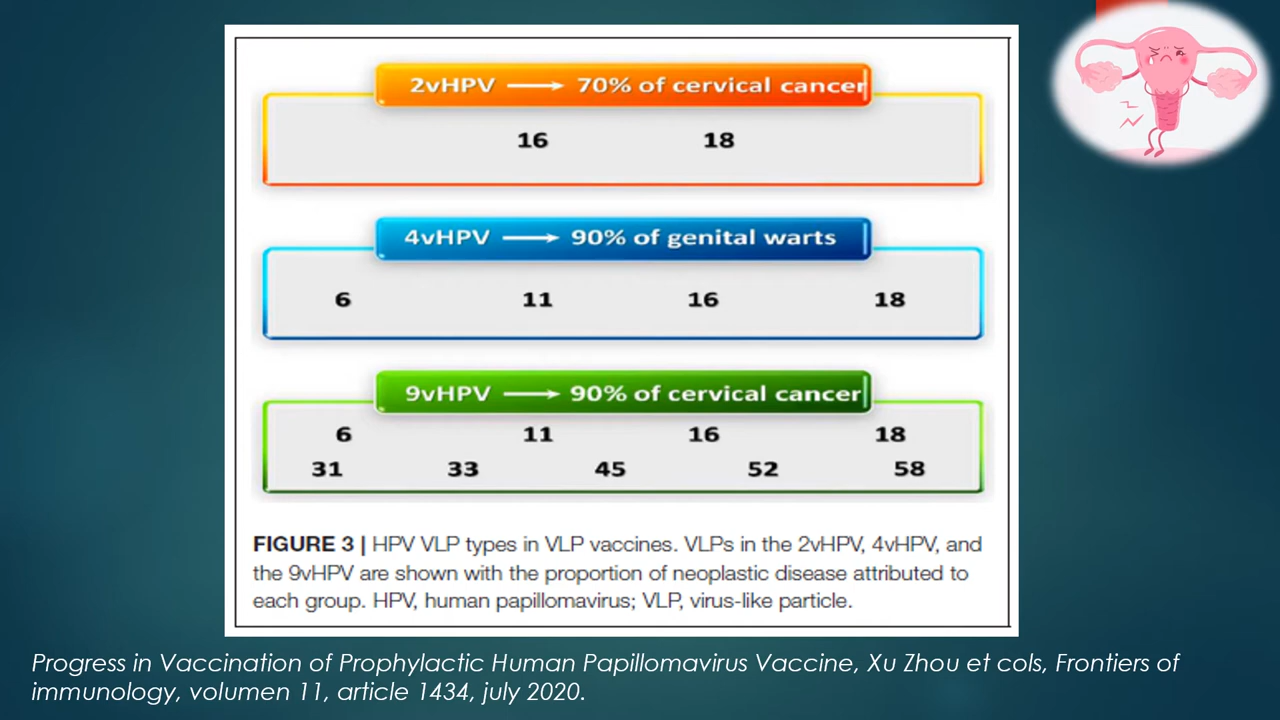 2vHPV → 70% of cervical cancer
16 18
4vHPV → 90% of genital warts
6 11 16 18
9vHPV → 90% of cervical cancer
6 11 16 18
31 33 45 52 58
FIGURE 3 | HPV VLP types in VLP vaccines. VLPs in the 2vHPV, 4vHPV, and
the 9vHPV are shown with the proportion of neoplastic disease attributed to
each group. HPV, human papillomavirus; VLP, virus-like particle.
Progress in Vaccination of Prophylactic Human Papillomavirus Vaccine, Xu Zhou et cols, Frontiers of
immunology, volumen 11, article 1434, july 2020.